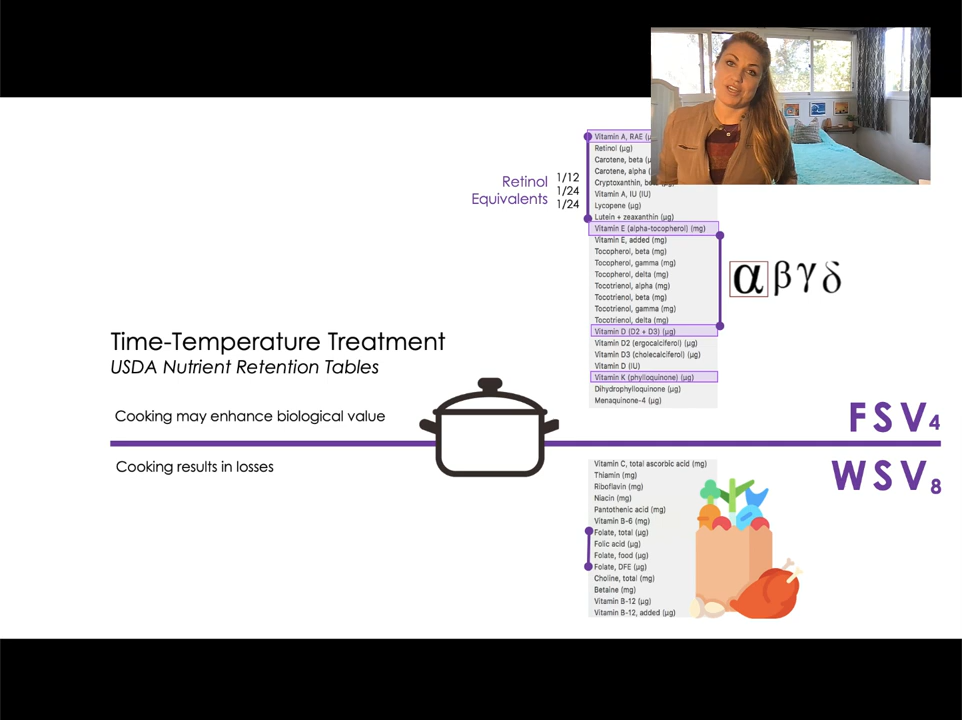 Vitamin A, RAE
Retinol (µg)
Carotene, beta
Carotene, alpha
Cryptoxanthin,
Vitamin A, IU (IU)
Lycopene (µg)
Lutein + zeaxanthin (µg)
Vitamin E (alpha-tocopherol) (mg)
Vitamin E, added (mg)
Tocopherol, beta (mg)
Tocopherol, gamma (mg)
Tocopherol, delta (mg)
Tocotrienol, alpha (mg)
Tocotrienol, beta (mg)
Tocotrienol, gamma (mg)
Tocotrienol, delta (mg)
Vitamin D (D2 + D3) (µg)
Vitamin D2 (ergocalciferol) (µg)
Vitamin D3 (cholecalciferol) (µg)
Vitamin D (IU)
Vitamin K (phylloquinone) (µg)
Dihydrophylloquinone (µg)
Menaquinone-4 (µg)
Retinol
Equivalents
1/12
1/24
1/24
α β γ δ
Time-Temperature Treatment
USDA Nutrient Retention Tables
Cooking may enhance biological value
FSV4
Cooking results in losses
WSV8
Vitamin C, total ascorbic acid (mg)
Thiamin (mg)
Riboflavin (mg)
Niacin (mg)
Pantothenic acid (mg)
Vitamin B-6 (mg)
Folate, total (µg)
Folic acid (µg)
Folate, food (µg)
Folate, DFE (µg)
Choline, total (mg)
Betaine (mg)
Vitamin B-12 (µg)
Vitamin B-12, added (µg)